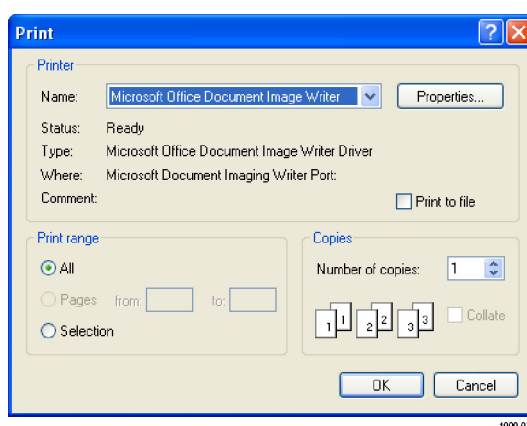 Print
Printer
Name: Microsoft Office Document Image Writer Properties...
Status: Ready
Type: Microsoft Office Document Image Writer Driver
Where: Microsoft Document Imaging Writer Port:
Comment: Print to file
Print range
All
Pages from: to:
Selection
Copies
Number of copies: 1
1 1 2 2 3 3 Collate
OK Cancel